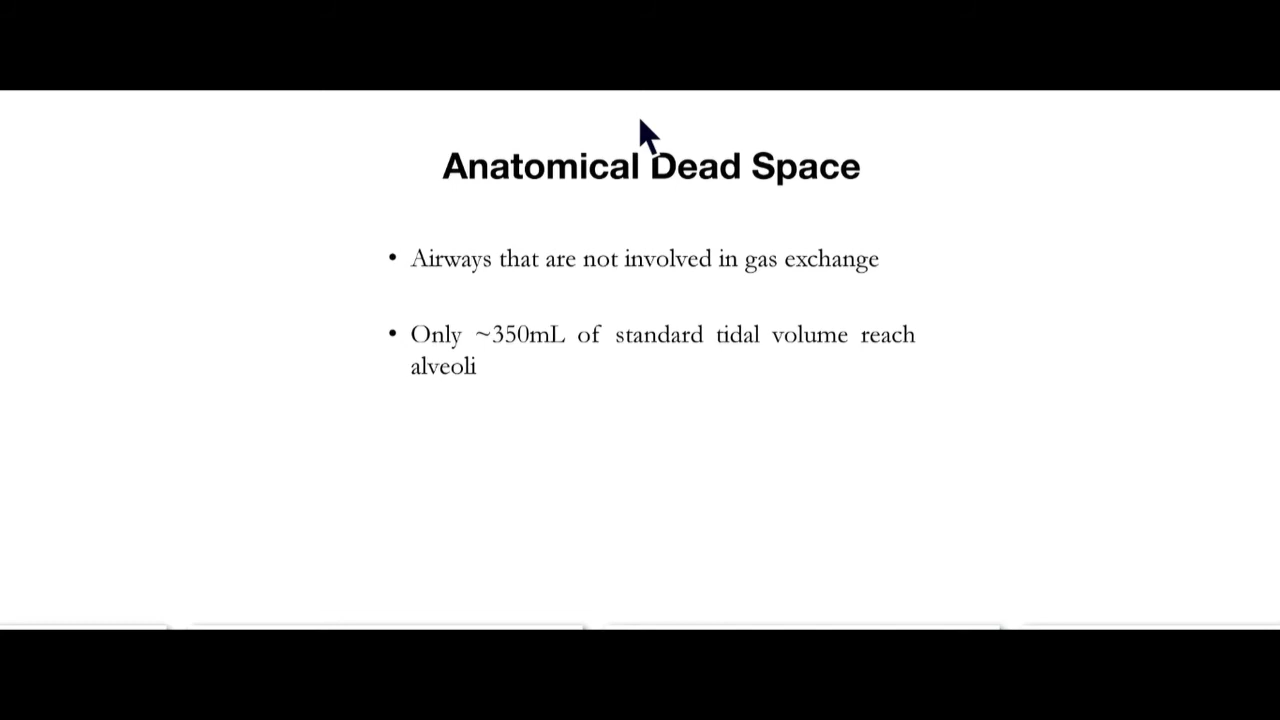 Anatomical Dead Space
• Airways that are not involved in gas exchange
• Only ~350mL of standard tidal volume reach
alveoli